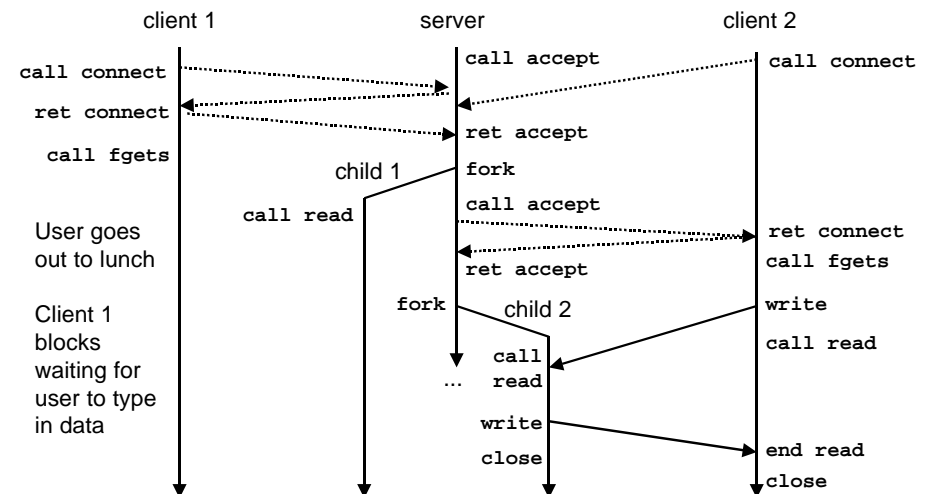 client 1
server
client 2
call connect
call accept
call connect
ret connect
ret accept
call fgets
child 1
fork
call read
call accept
User goes
out to lunch
ret connect
ret accept
call fgets
Client 1
blocks
waiting for
user to type
in data
fork
child 2
write
call
read
call read
...
write
close
end read
close